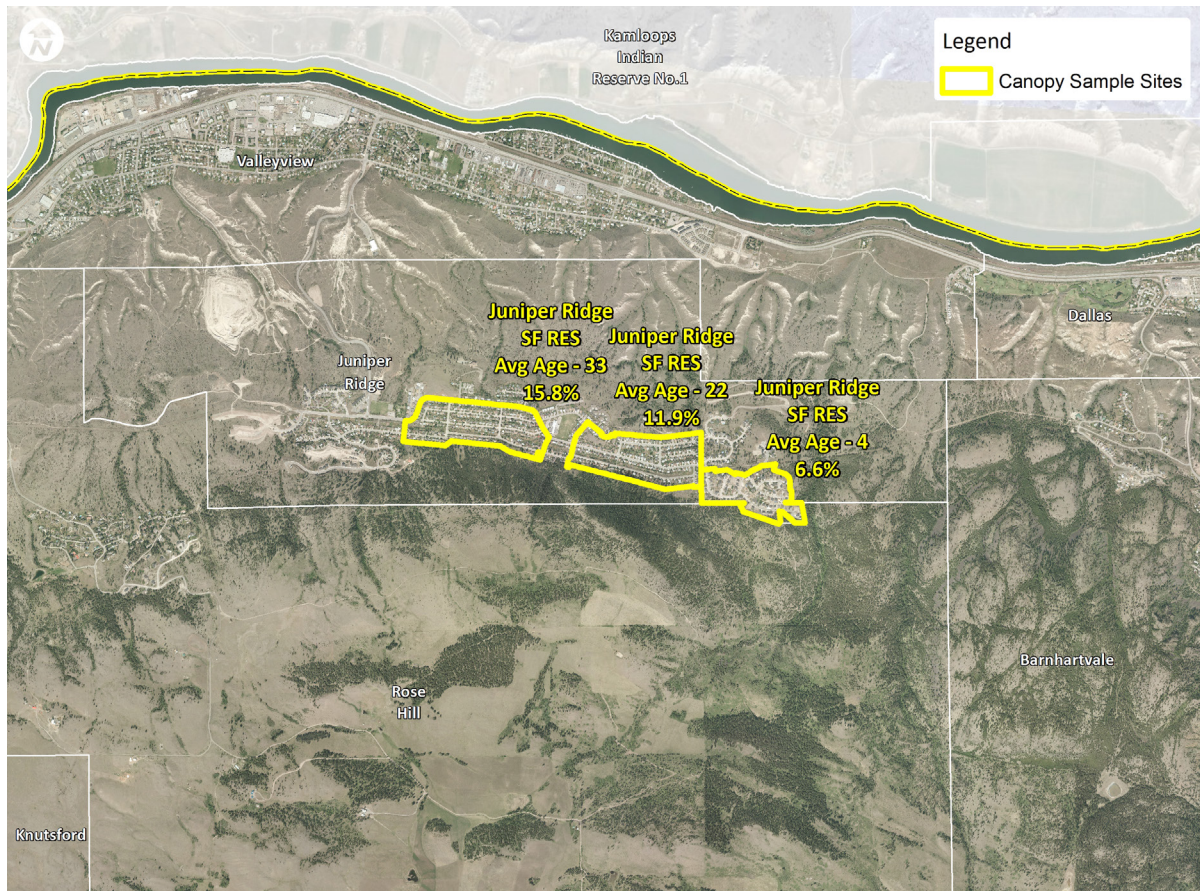 N
Kamloops
Indian
Reserve No.1
Legend
Canopy Sample Sites
Valleyview
Dallas
Juniper
Ridge
Juniper Ridge
SF RES
Avg Age - 33
15.8%
Juniper Ridge
SF RES
Avg Age - 22
11.9%
Juniper Ridge
SF RES
Avg Age - 4
6.6%
Barnhartvale
Rose
Hill
Knutsford